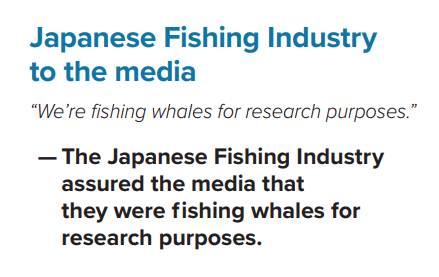 Japanese Fishing Industry
to the media
“We’re fishing whales for research purposes.”
— The Japanese Fishing Industry
assured the media that
they were fishing whales for
research purposes.